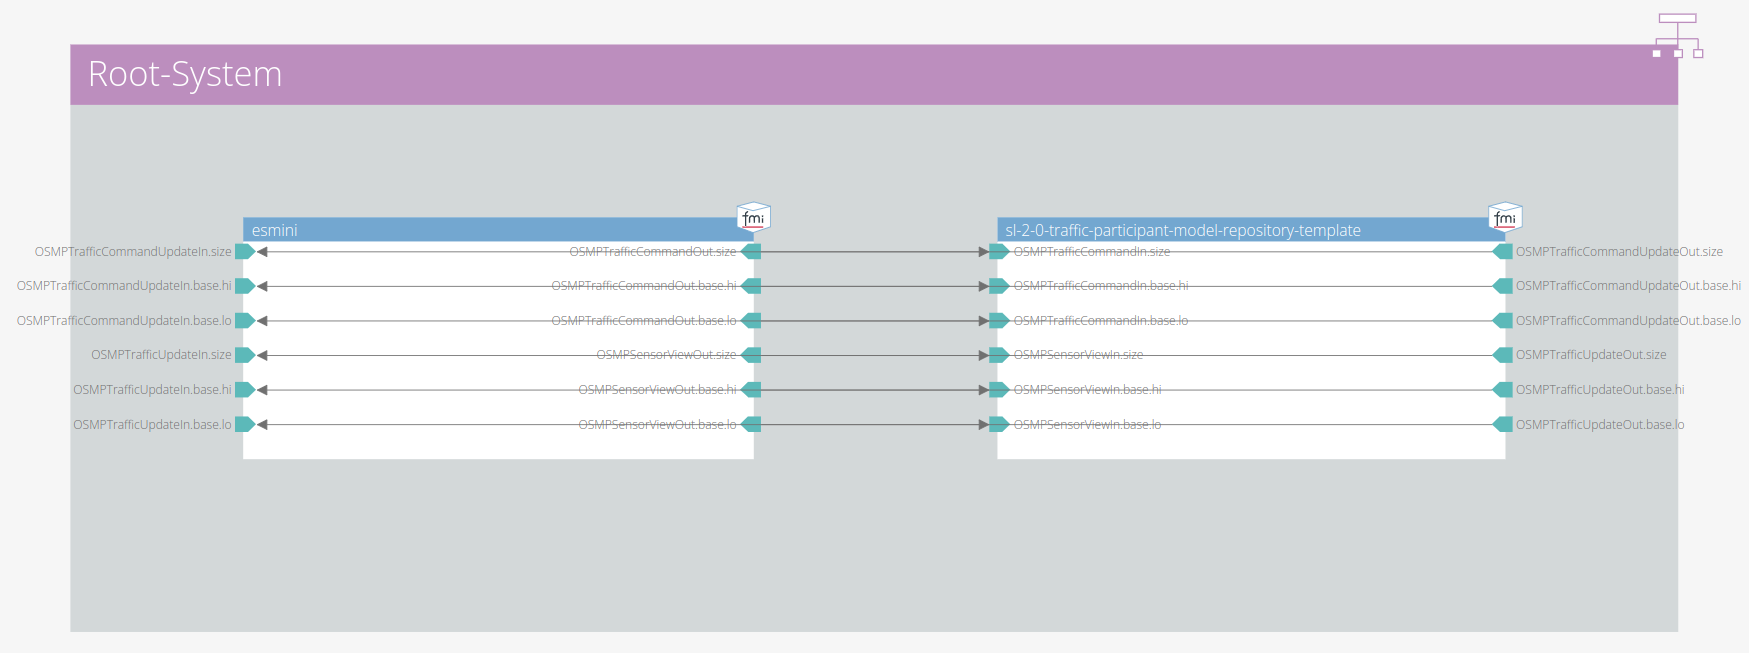 Root-System
fmi
fmi
esmini
sl-2-0-traffic-participant-model-repository-template
OSMPTrafficCommandUpdateIn.size
OSMPTrafficCommandOut.size
OSMPTrafficCommandIn.size
OSMPTrafficCommandUpdateOut.size
OSMPTrafficCommandUpdateIn.base.hi
OSMPTrafficCommandOut.base.hi
OSMPTrafficCommandIn.base.hi
OSMPTrafficCommandUpdateOut.base.hi
OSMPTrafficCommandUpdateIn.base.lo
OSMPTrafficCommandOut.base.lo
OSMPTrafficCommandIn.base.lo
OSMPTrafficCommandUpdateOut.base.lo
OSMPTrafficUpdateIn.size
OSMPSensorViewOut.size
OSMPSensorViewIn.size
OSMPTrafficUpdateOut.size
OSMPTrafficUpdateIn.base.hi
OSMPSensorViewOut.base.hi
OSMPSensorViewIn.base.hi
OSMPTrafficUpdateOut.base.hi
OSMPTrafficUpdateIn.base.lo
OSMPSensorViewOut.base.lo
OSMPSensorViewIn.base.lo
OSMPTrafficUpdateOut.base.lo